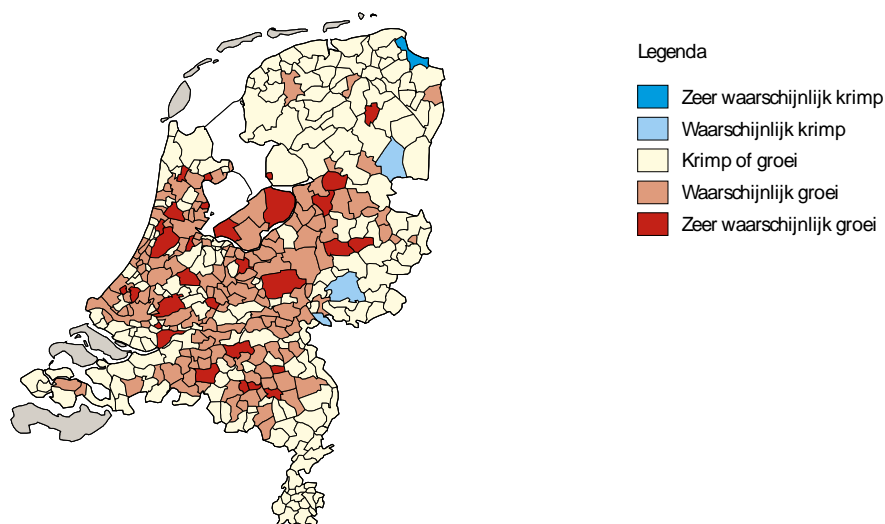 Legenda
Zeer waarschijnlijk krimp
Waarschijnlijk krimp
Krimp of groei
Waarschijnlijk groei
Zeer waarschijnlijk groei